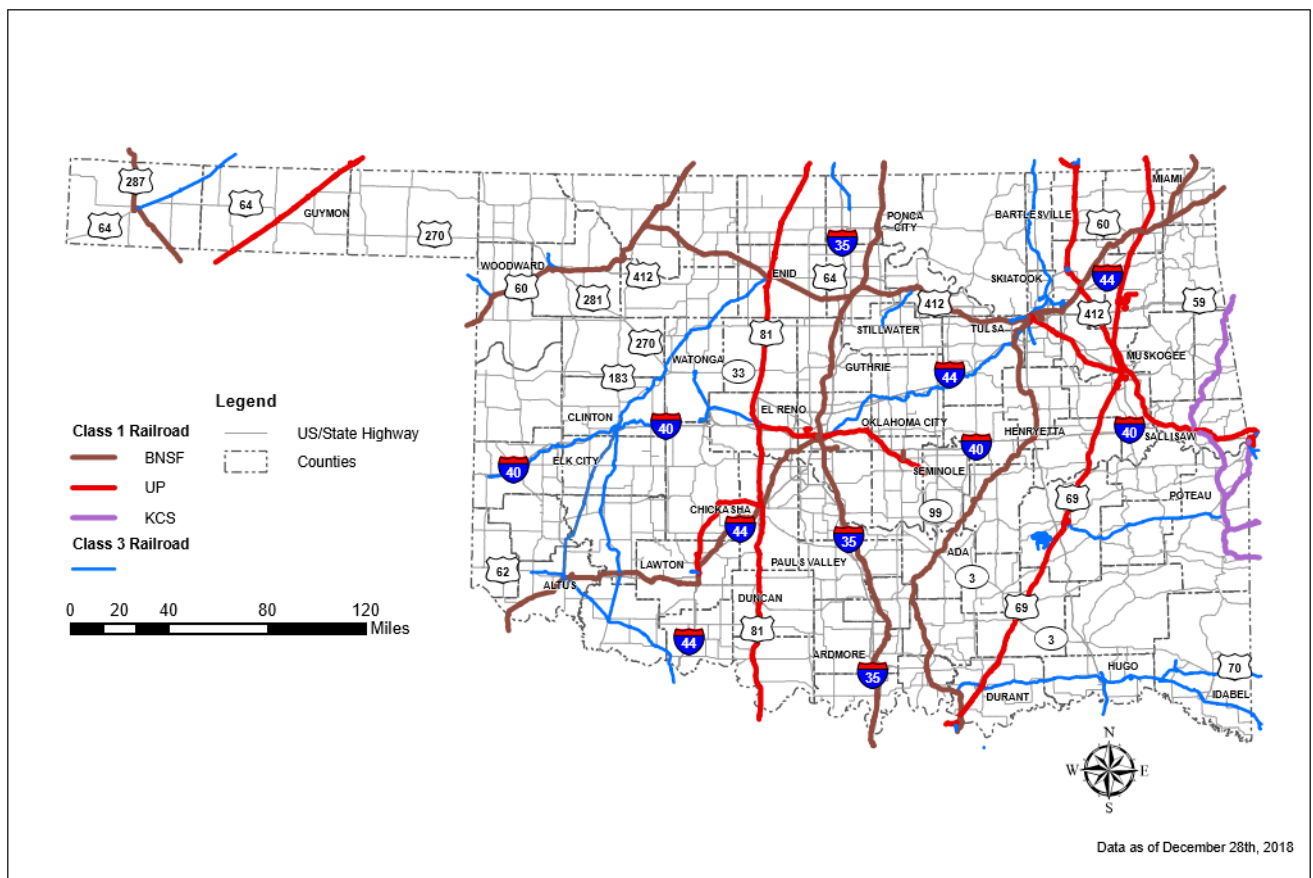 287
64
64
GUYMON
270
MIAMI
PONCA
CITY
BARTLESVILLE
60
35
WOODWARD
412
60
281
ENID
64
SKIATOOK
44
412
59
412
STILLWATER
TULSA
81
270
WATONGA
33
183
GUTHRIE
44
MUSKOGEE
Legend
Class 1 Railroad
US/State Highway
BNSF
Counties
UP
KCS
Class 3 Railroad
CLINTON
40
EL RENO
OKLAHOMA CITY
HENRYETTA
40
40
SALLISAW
ELK CITY
40
SEMINOLE
69
POTEAU
CHICKASHA
44
99
35
ADA
LAWTON
PAULS VALLEY
62
3
ALTUS
DUNCAN
69
81
44
3
ARDMORE
35
HUGO
70
DURANT
IDABEL
0 20 40 80 120
Miles
N
W E
S
Data as of December 28th, 2018